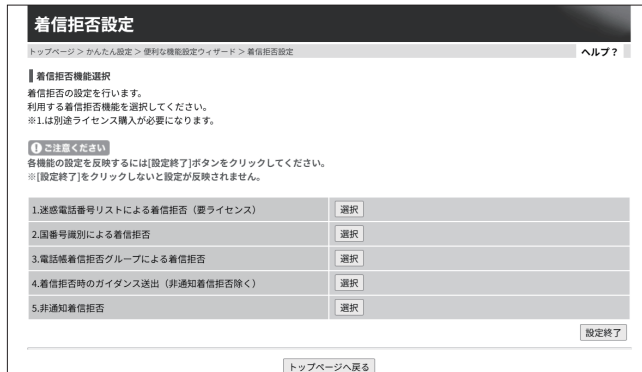 着信拒否設定
トップページ > かんたん設定 > 便利な機能設定ウィザード > 着信拒否設定
ヘルプ？
着信拒否機能選択
着信拒否の設定を行います。
利用する着信拒否機能を選択してください。
※1.は別途ライセンス購入が必要になります。
ご注意ください
各機能の設定を反映するには[設定終了]ボタンをクリックしてください。
※[設定終了]をクリックしないと設定が反映されません。
1.迷惑電話番号リストによる着信拒否（要ライセンス） 選択
2.国番号識別による着信拒否 選択
3.電話帳着信拒否グループによる着信拒否 選択
4.着信拒否時のガイダンス送出（非通知着信拒否除く） 選択
5.非通知着信拒否 選択
設定終了
トップページへ戻る